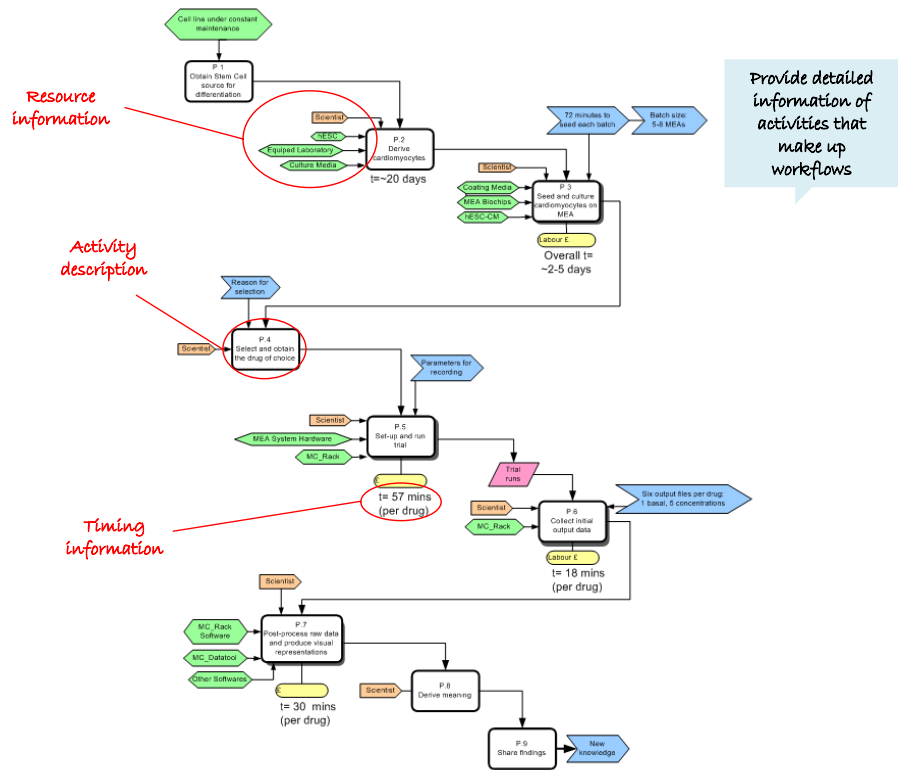 Cell line under constant
maintenance
P.1
Obtain Stem Cell
source for
differentiation
Provide detailed
information of
activities that
make up
workflows
Resource
information
Scientist
hESC
Equiped Laboratory
Culture Media
P.2
Derive
cardiomyocytes
t=~20 days
72 minutes to
seed each batch
Batch size:
5-8 MEAs
Scientist
Coating Media
MEA Biochips
hESC-CM
P.3
Seed and culture
cardiomyocytes on
MEA
Labour £
Overall t=
~2-5 days
Activity
description
Reason for
selection
Scientist
P.4
Select and obtain
the drug of choice
Parameters for
recording
Scientist
MEA System Hardware
MC_Rack
P.5
Set-up and run
trial
£
t= 57 mins
(per drug)
Timing
information
Trial
runs
Scientist
MC_Rack
P.6
Collect initial
output data
Six output files per drug:
1 basal, 5 concentrations
Labour £
t= 18 mins
(per drug)
Scientist
MC_Rack
Software
MC_Datatool
Other Softwares
P.7
Post-process raw data
and produce visual
representations
£
t= 30 mins
(per drug)
Scientist
P.8
Derive meaning
P.9
Share findings
New
knowledge